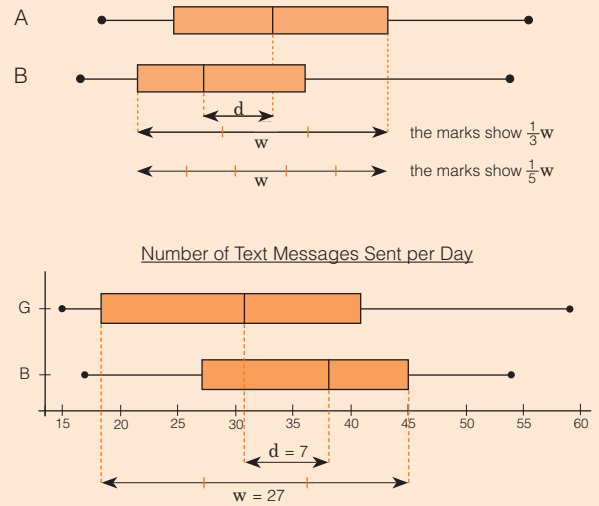 A
B
d
w
the marks show 1/3 w
w
the marks show 1/5 w
Number of Text Messages Sent per Day
G
B
15 20 25 30 35 40 45 50 55 60
d = 7
w = 27